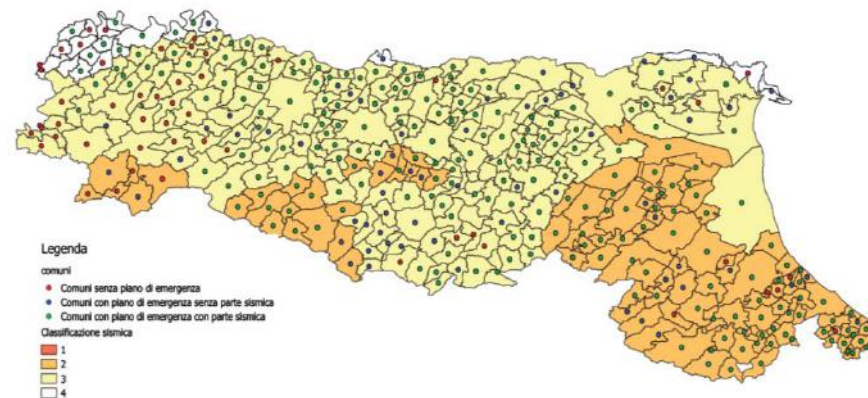 Legenda
comuni
Comuni senza piano di emergenza
Comuni con piano di emergenza senza parte sismica
Comuni con piano di emergenza con parte sismica
Classificazione sismica
1
2
3
4